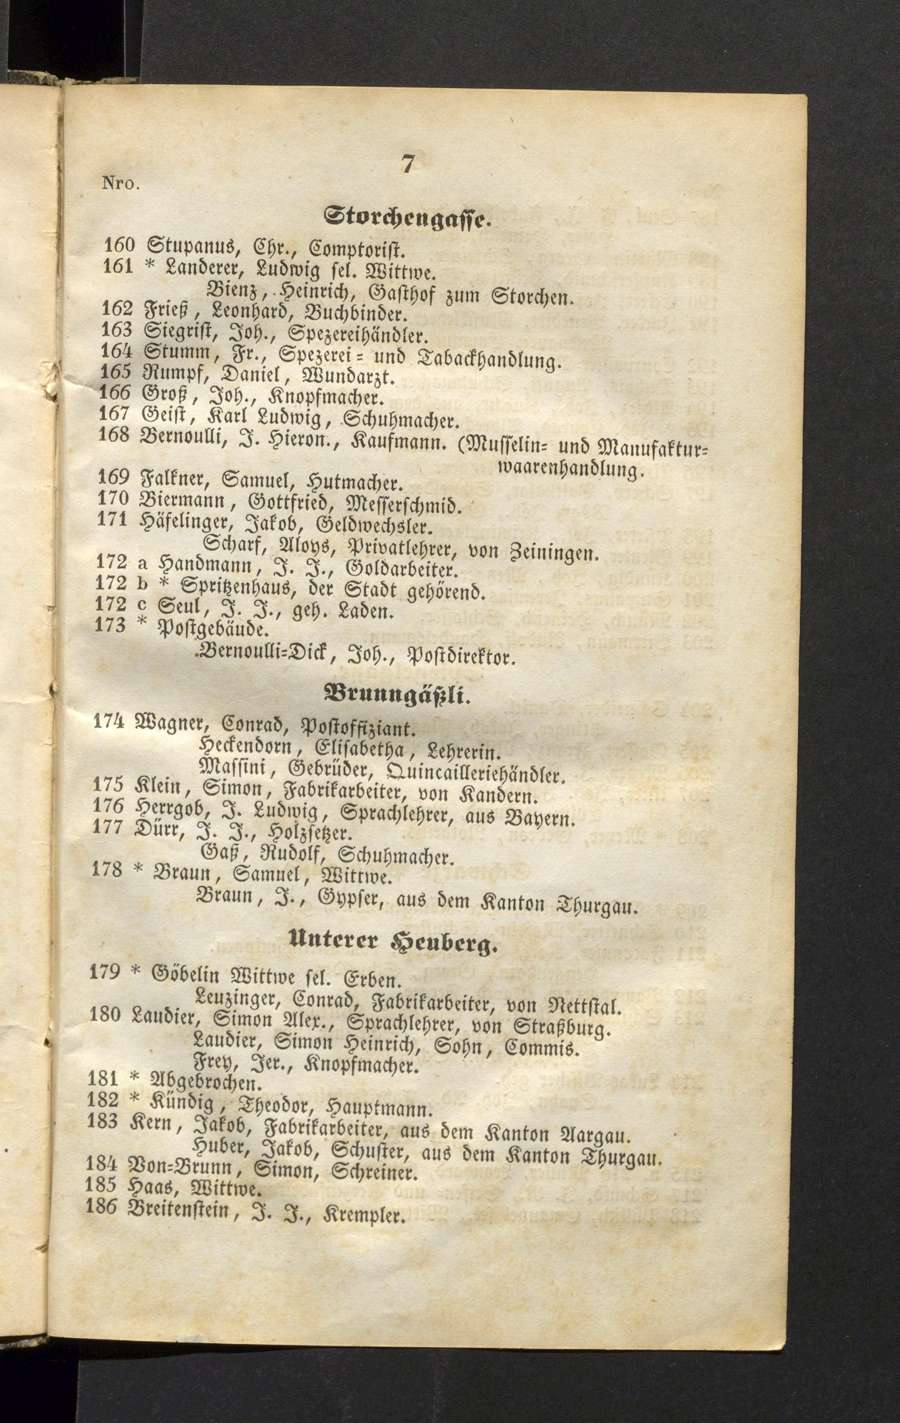 7
Nro.
Storchengasse.
160 Stupanus, Chr., Comptorist.
161 * Landerer, Ludwig sel. Wittwe.
Bienz, Heinrich, Gasthof zum Storchen.
162 Frieß, Leonhard, Buchbinder.
163 Siegrist, Joh., Spezereihändler.
164 Stumm, Fr., Spezerei- und Tabackhandlung.
165 Rumpf, Daniel, Wundarzt.
166 Groß, Joh., Knopfmacher.
167 Geist, Karl Ludwig, Schuhmacher.
168 Bernoulli, J. Hieron., Kaufmann. (Musselin- und Manufaktur-
waarenhandlung.
169 Falkner, Samuel, Hutmacher.
170 Biermann, Gottfried, Messerschmid.
171 Häfelinger, Jakob, Geldwechsler.
Scharf, Aloys, Privatlehrer, von Zeiningen.
172 a Handmann, J. J., Goldarbeiter.
172 b * Spritzenhaus, der Stadt gehörend.
172 c Seul, J. J., geh. Laden.
173 * Postgebäude.
Bernoulli-Dick, Joh., Postdirektor.
Brunngäßli.
174 Wagner, Conrad, Postoffiziant.
Heckendorn, Elisabetha, Lehrerin.
Massini, Gebrüder, Quincailleriehändler.
175 Klein, Simon, Fabrikarbeiter, von Kandern.
176 Herrgob, J. Ludwig, Sprachlehrer, aus Bayern.
177 Dürr, J. J., Holzsetzer.
Gaß, Rudolf, Schuhmacher.
178 * Braun, Samuel, Wittwe.
Braun, J., Gypser, aus dem Kanton Thurgau.
Unterer Heuberg.
179 * Göbelin Wittwe sel. Erben.
Leuzinger, Conrad, Fabrikarbeiter, von Nettstal.
180 Laudier, Simon Alex., Sprachlehrer, von Straßburg.
Laudier, Simon Heinrich, Sohn, Commis.
Frey, Jer., Knopfmacher.
181 * Abgebrochen.
182 * Kündig, Theodor, Hauptmann.
183 Kern, Jakob, Fabrikarbeiter, aus dem Kanton Aargau.
Huber, Jakob, Schuster, aus dem Kanton Thurgau.
184 Von-Brunn, Simon, Schreiner.
185 Haas, Wittwe.
186 Breitenstein, J. J., Krempler.